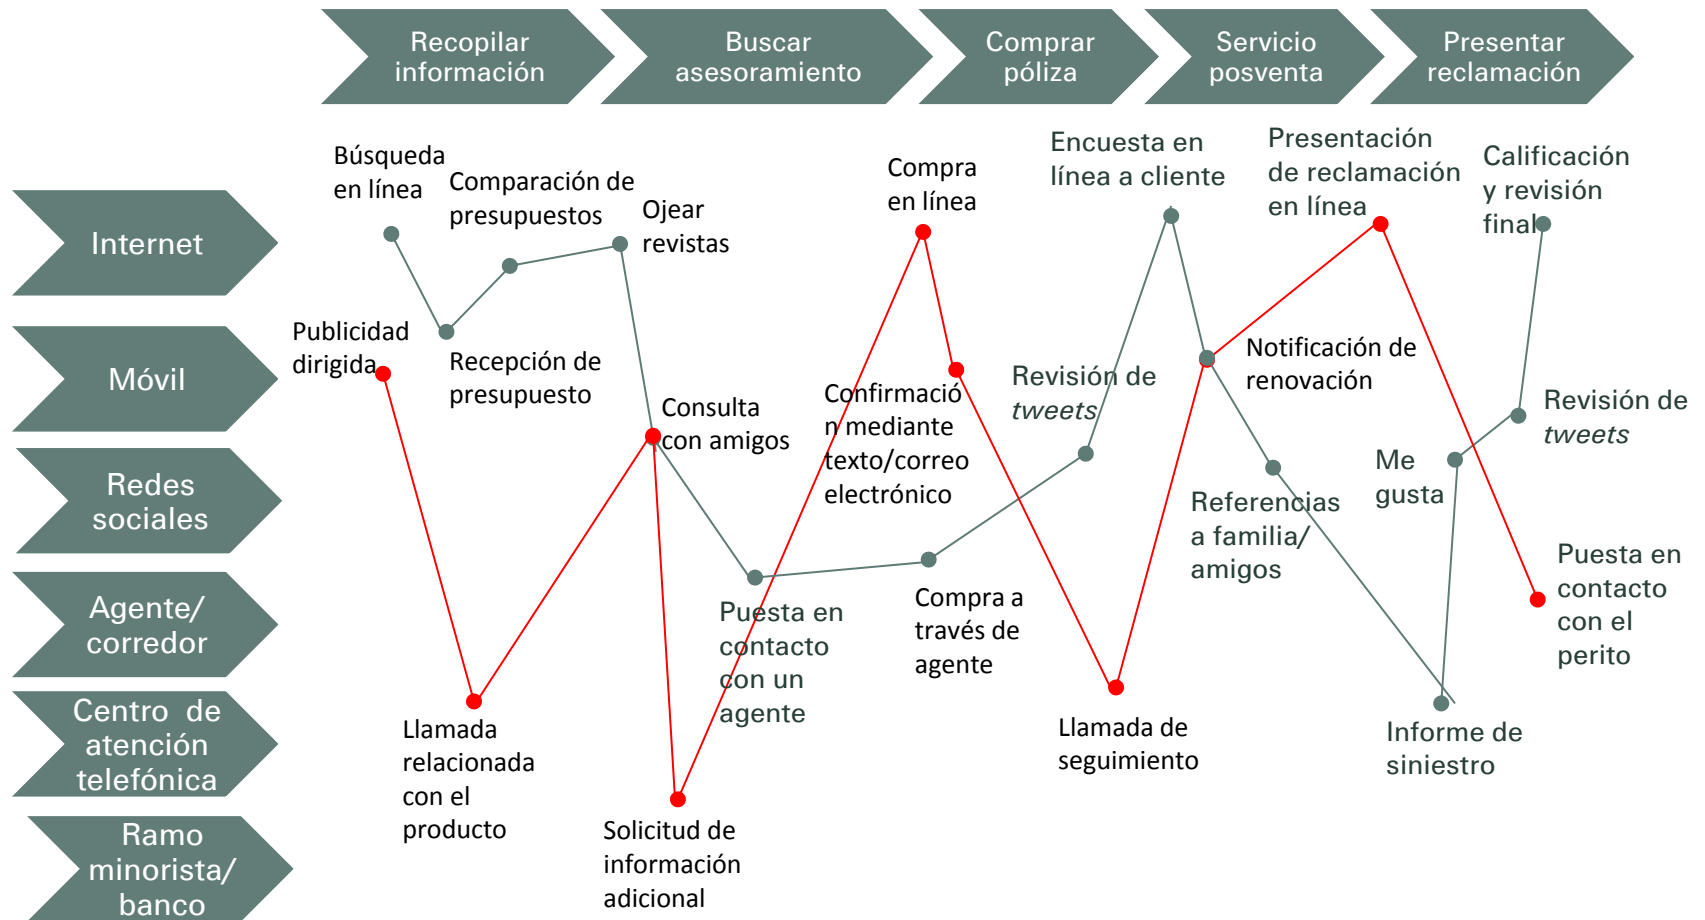 Recopilar
información
Buscar
asesoramiento
Comprar
póliza
Servicio
posventa
Presentar
reclamación
Internet
Móvil
Redes
sociales
Agente/
corredor
Centro de
atención
telefónica
Ramo
minorista/
banco
Búsqueda
en línea
Comparación de
presupuestos
Ojear
revistas
Compra
en línea
Encuesta en
línea a cliente
Presentación
de reclamación
en línea
Calificación
y revisión
final
Publicidad
dirigida
Recepción de
presupuesto
Consulta
con amigos
Confirmació
n mediante
texto/correo
electrónico
Revisión de
tweets
Notificación de
renovación
Referencias
a familia/
amigos
Me
gusta
Revisión de
tweets
Puesta en
contacto
con un
agente
Compra a
través de
agente
Puesta en
contacto
con el
perito
Llamada
relacionada
con el
producto
Solicitud de
información
adicional
Llamada de
seguimiento
Informe de
siniestro